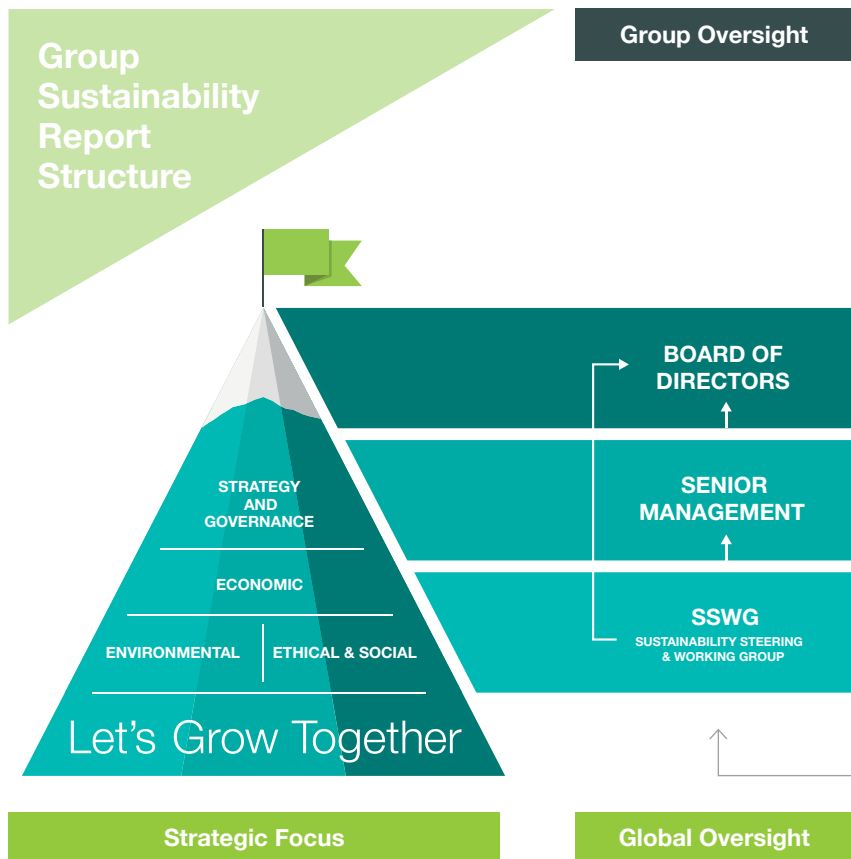 Group
Sustainability
Report
Structure
Group Oversight
BOARD OF
DIRECTORS
SENIOR
MANAGEMENT
SSWG
SUSTAINABILITY STEERING
& WORKING GROUP
STRATEGY
AND
GOVERNANCE
ECONOMIC
ENVIRONMENTAL
ETHICAL & SOCIAL
Let's Grow Together
Strategic Focus
Global Oversight